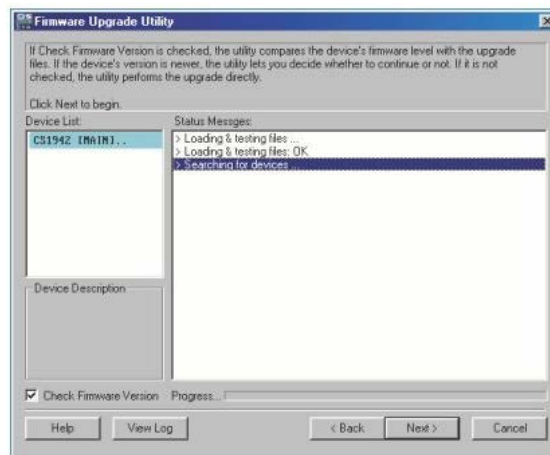 Firmware Upgrade Utility
If Check Firmware Version is checked, the utility compares the device's firmware level with the upgrade
files. If the device's version is newer, the utility lets you decide whether to continue or not. If it is not
checked, the utility performs the upgrade directly.
Click Next to begin.
Device List:
Status Messges:
CS1942 [MAIN]..
> Loading & testing files ...
> Loading & testing files: OK
> Searching for devices ...
Device Description
Check Firmware Version
Progress...
Help
View Log
< Back
Next >
Cancel